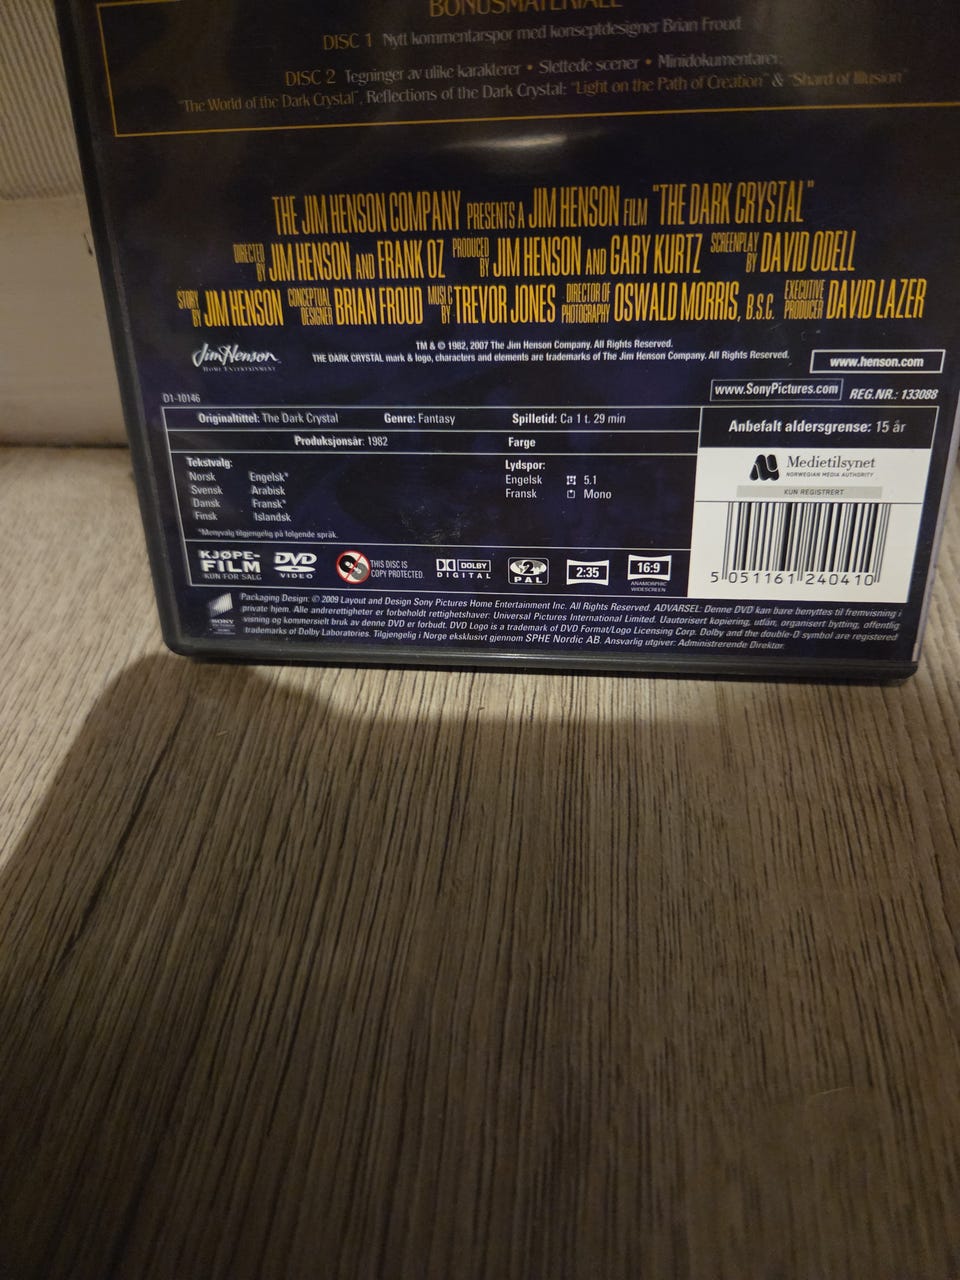 BONUSMATERIALE
DISC 1 Nytt kommentarspor med konseptdesigner Brian Froud
DISC 2 Tegninger av ulike karakterer • Slettede scener • Minidokumentarer:
"The World of the Dark Crystal", Reflections of the Dark Crystal: "Light on the Path of Creation" & "Shard of Illusion"
THE JIM HENSON COMPANY PRESENTS A JIM HENSON FILM "THE DARK CRYSTAL"
DIRECTED BY JIM HENSON AND FRANK OZ PRODUCED BY JIM HENSON AND GARY KURTZ SCREENPLAY BY DAVID ODELL
STORY BY JIM HENSON CONCEPTUAL DESIGNER BRIAN FROUD MUSIC BY TREVOR JONES DIRECTOR OF PHOTOGRAPHY OSWALD MORRIS, B.S.C. EXECUTIVE PRODUCER DAVID LAZER
Jim Henson
HOME ENTERTAINMENT
TM & © 1982, 2007 The Jim Henson Company. All Rights Reserved.
THE DARK CRYSTAL mark & logo, characters and elements are trademarks of The Jim Henson Company. All Rights Reserved.
www.henson.com
www.SonyPictures.com
REG.NR.: 133088
D1-10146
Originaltittel: The Dark Crystal Genre: Fantasy Spilletid: Ca 1 t. 29 min
Produksjonsår: 1982 Farge
Tekstvalg:
Norsk Engelsk*
Svensk Arabisk
Dansk Fransk*
Finsk Islandsk
*Menyvalg tilgjengelig på følgende språk.
Lydspor:
Engelsk 5.1
Fransk Mono
Anbefalt aldersgrense: 15 år
Medietilsynet
NORWEGIAN MEDIA AUTHORITY
KUN REGISTRERT
5 051161 240410
KJØPE-
FILM
KUN FOR SALG
DVD
VIDEO
THIS DISC IS
COPY PROTECTED.
DOLBY
DIGITAL
2
PAL
2:35
16:9
ANAMORPHIC
WIDESCREEN
SONY
Packaging Design: © 2009 Layout and Design Sony Pictures Home Entertainment Inc. All Rights Reserved. ADVARSEL: Denne DVD kan bare benyttes til fremvisning i
private hjem. Alle andrerettigheter er forbeholdt rettighetshaver: Universal Pictures International Limited. Uautorisert kopiering, utlån, organisert bytting, offentlig
visning og kommersielt bruk av denne DVD er forbudt. DVD Logo is a trademark of DVD Format/Logo Licensing Corp. Dolby and the double-D symbol are registered
trademarks of Dolby Laboratories. Tilgjengelig i Norge eksklusivt gjennom SPHE Nordic AB. Ansvarlig utgiver: Administrerende Direktør.